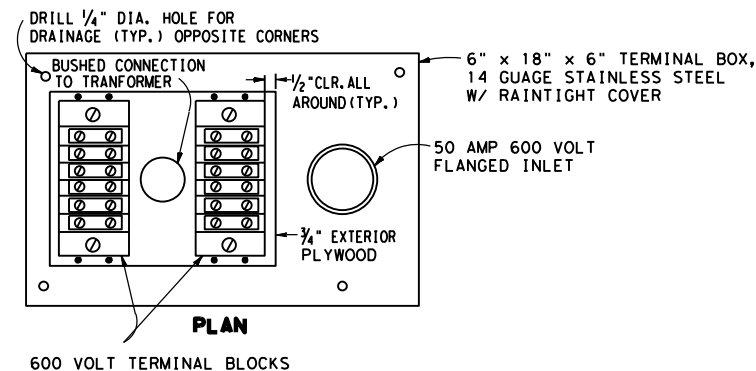 DRILL 1/4" DIA. HOLE FOR
DRAINAGE (TYP.) OPPOSITE CORNERS
BUSHED CONNECTION
TO TRANFORMER
1/2" CLR. ALL
AROUND (TYP.)
6" x 18" x 6" TERMINAL BOX,
14 GUAGE STAINLESS STEEL
W/ RAINTIGHT COVER
50 AMP 600 VOLT
FLANGED INLET
3/4" EXTERIOR
PLYWOOD
PLAN
600 VOLT TERMINAL BLOCKS